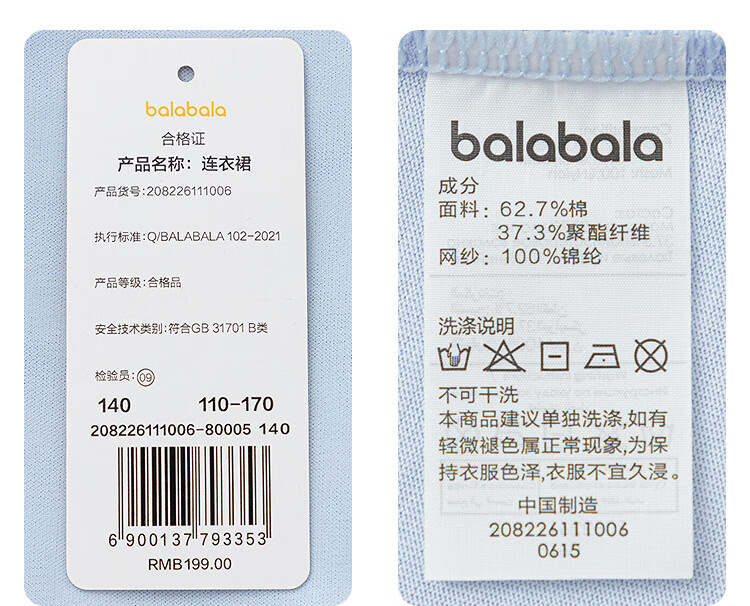 balabala
合格证
产品名称：连衣裙
产品货号:208226111006
执行标准:Q/BALABALA 102-2021
产品等级:合格品
安全技术类别:符合GB 31701 B类
检验员:09
140 110-170
208226111006-80005 140
6 900137 793353
RMB199.00
balabala
成分
面料：62.7%棉
37.3%聚酯纤维
网纱：100%锦纶
洗涤说明
不可干洗
本商品建议单独洗涤,如有
轻微褪色属正常现象,为保
持衣服色泽,衣服不宜久浸。
中国制造
208226111006
0615